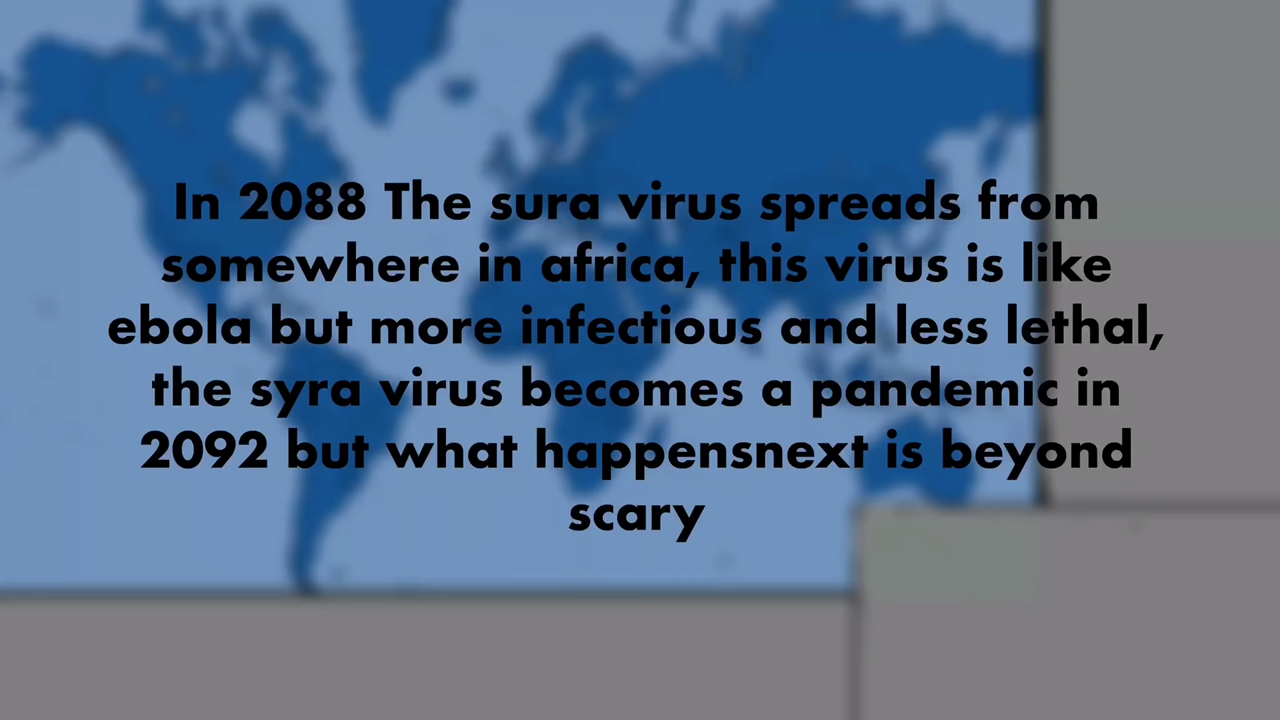 In 2088 The sura virus spreads from
somewhere in africa, this virus is like
ebola but more infectious and less lethal,
the syra virus becomes a pandemic in
2092 but what happensnext is beyond
scary